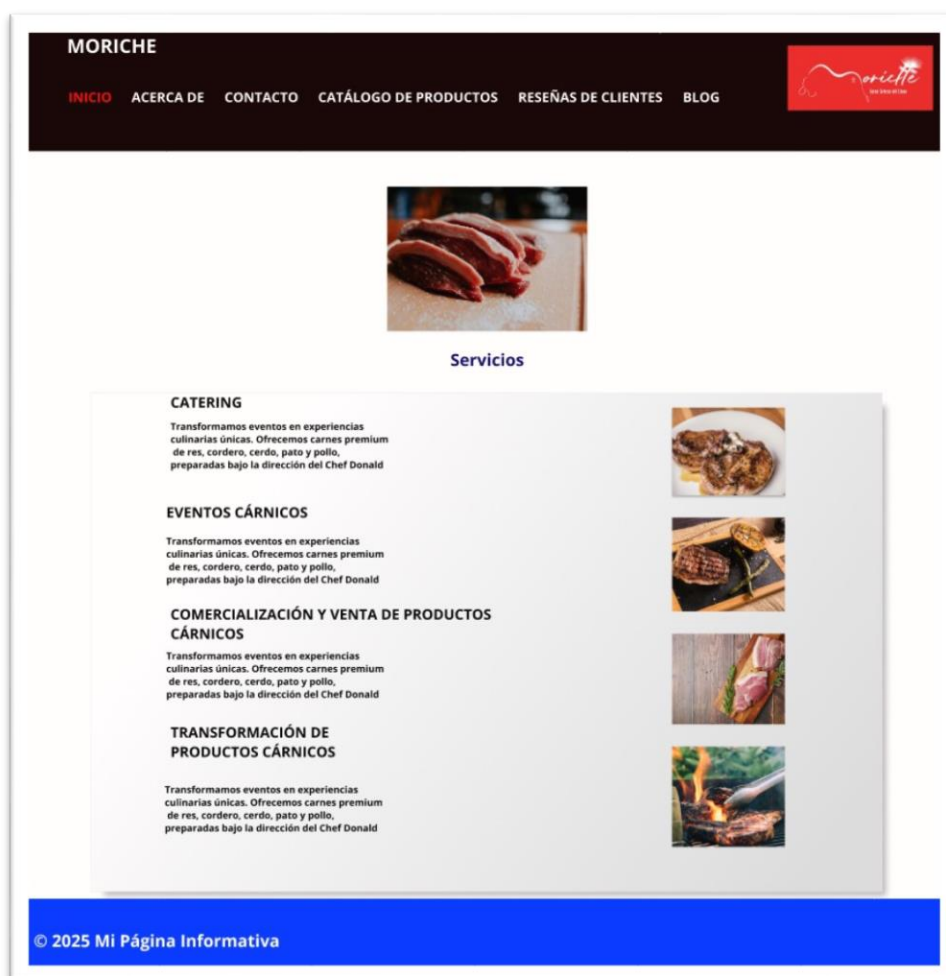 MORICHE
INICIO ACERCA DE CONTACTO CATÁLOGO DE PRODUCTOS RESEÑAS DE CLIENTES BLOG
Moriche
Servicios
CATERING
Transformamos eventos en experiencias
culinarias únicas. Ofrecemos carnes premium
de res, cordero, cerdo, pato y pollo,
preparadas bajo la dirección del Chef Donald
EVENTOS CÁRNICOS
Transformamos eventos en experiencias
culinarias únicas. Ofrecemos carnes premium
de res, cordero, cerdo, pato y pollo,
preparadas bajo la dirección del Chef Donald
COMERCIALIZACIÓN Y VENTA DE PRODUCTOS
CÁRNICOS
Transformamos eventos en experiencias
culinarias únicas. Ofrecemos carnes premium
de res, cordero, cerdo, pato y pollo,
preparadas bajo la dirección del Chef Donald
TRANSFORMACIÓN DE
PRODUCTOS CÁRNICOS
Transformamos eventos en experiencias
culinarias únicas. Ofrecemos carnes premium
de res, cordero, cerdo, pato y pollo,
preparadas bajo la dirección del Chef Donald
© 2025 Mi Página Informativa